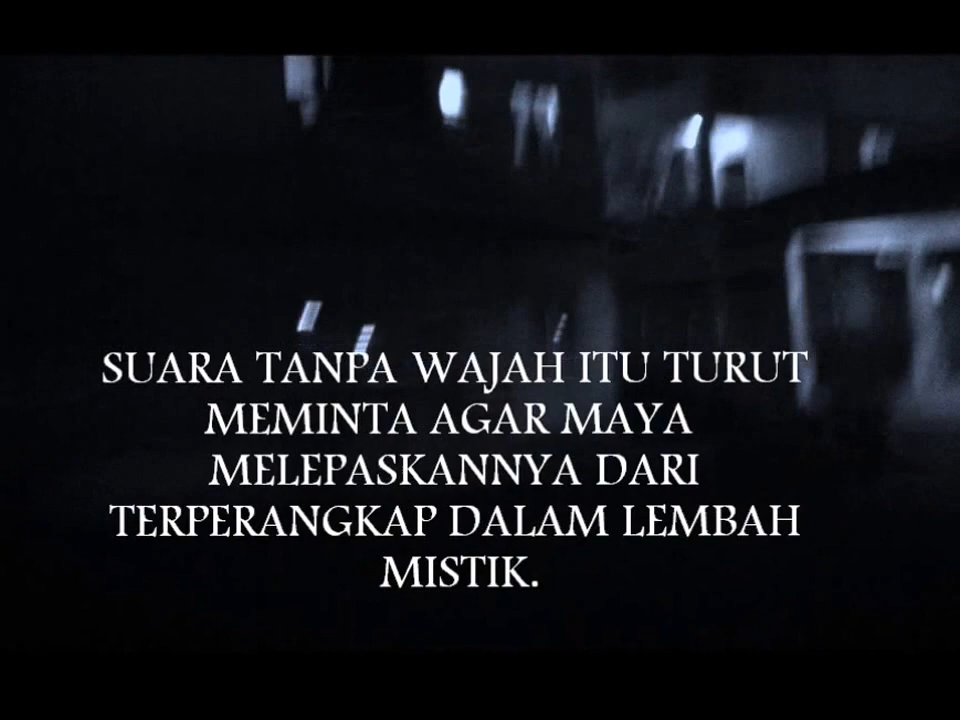 SUARA TANPA WAJAH ITU TURUT
MEMINTA AGAR MAYA
MELEPASKANNYA DARI
TERPERANGKAP DALAM LEMBAH
MISTIK.